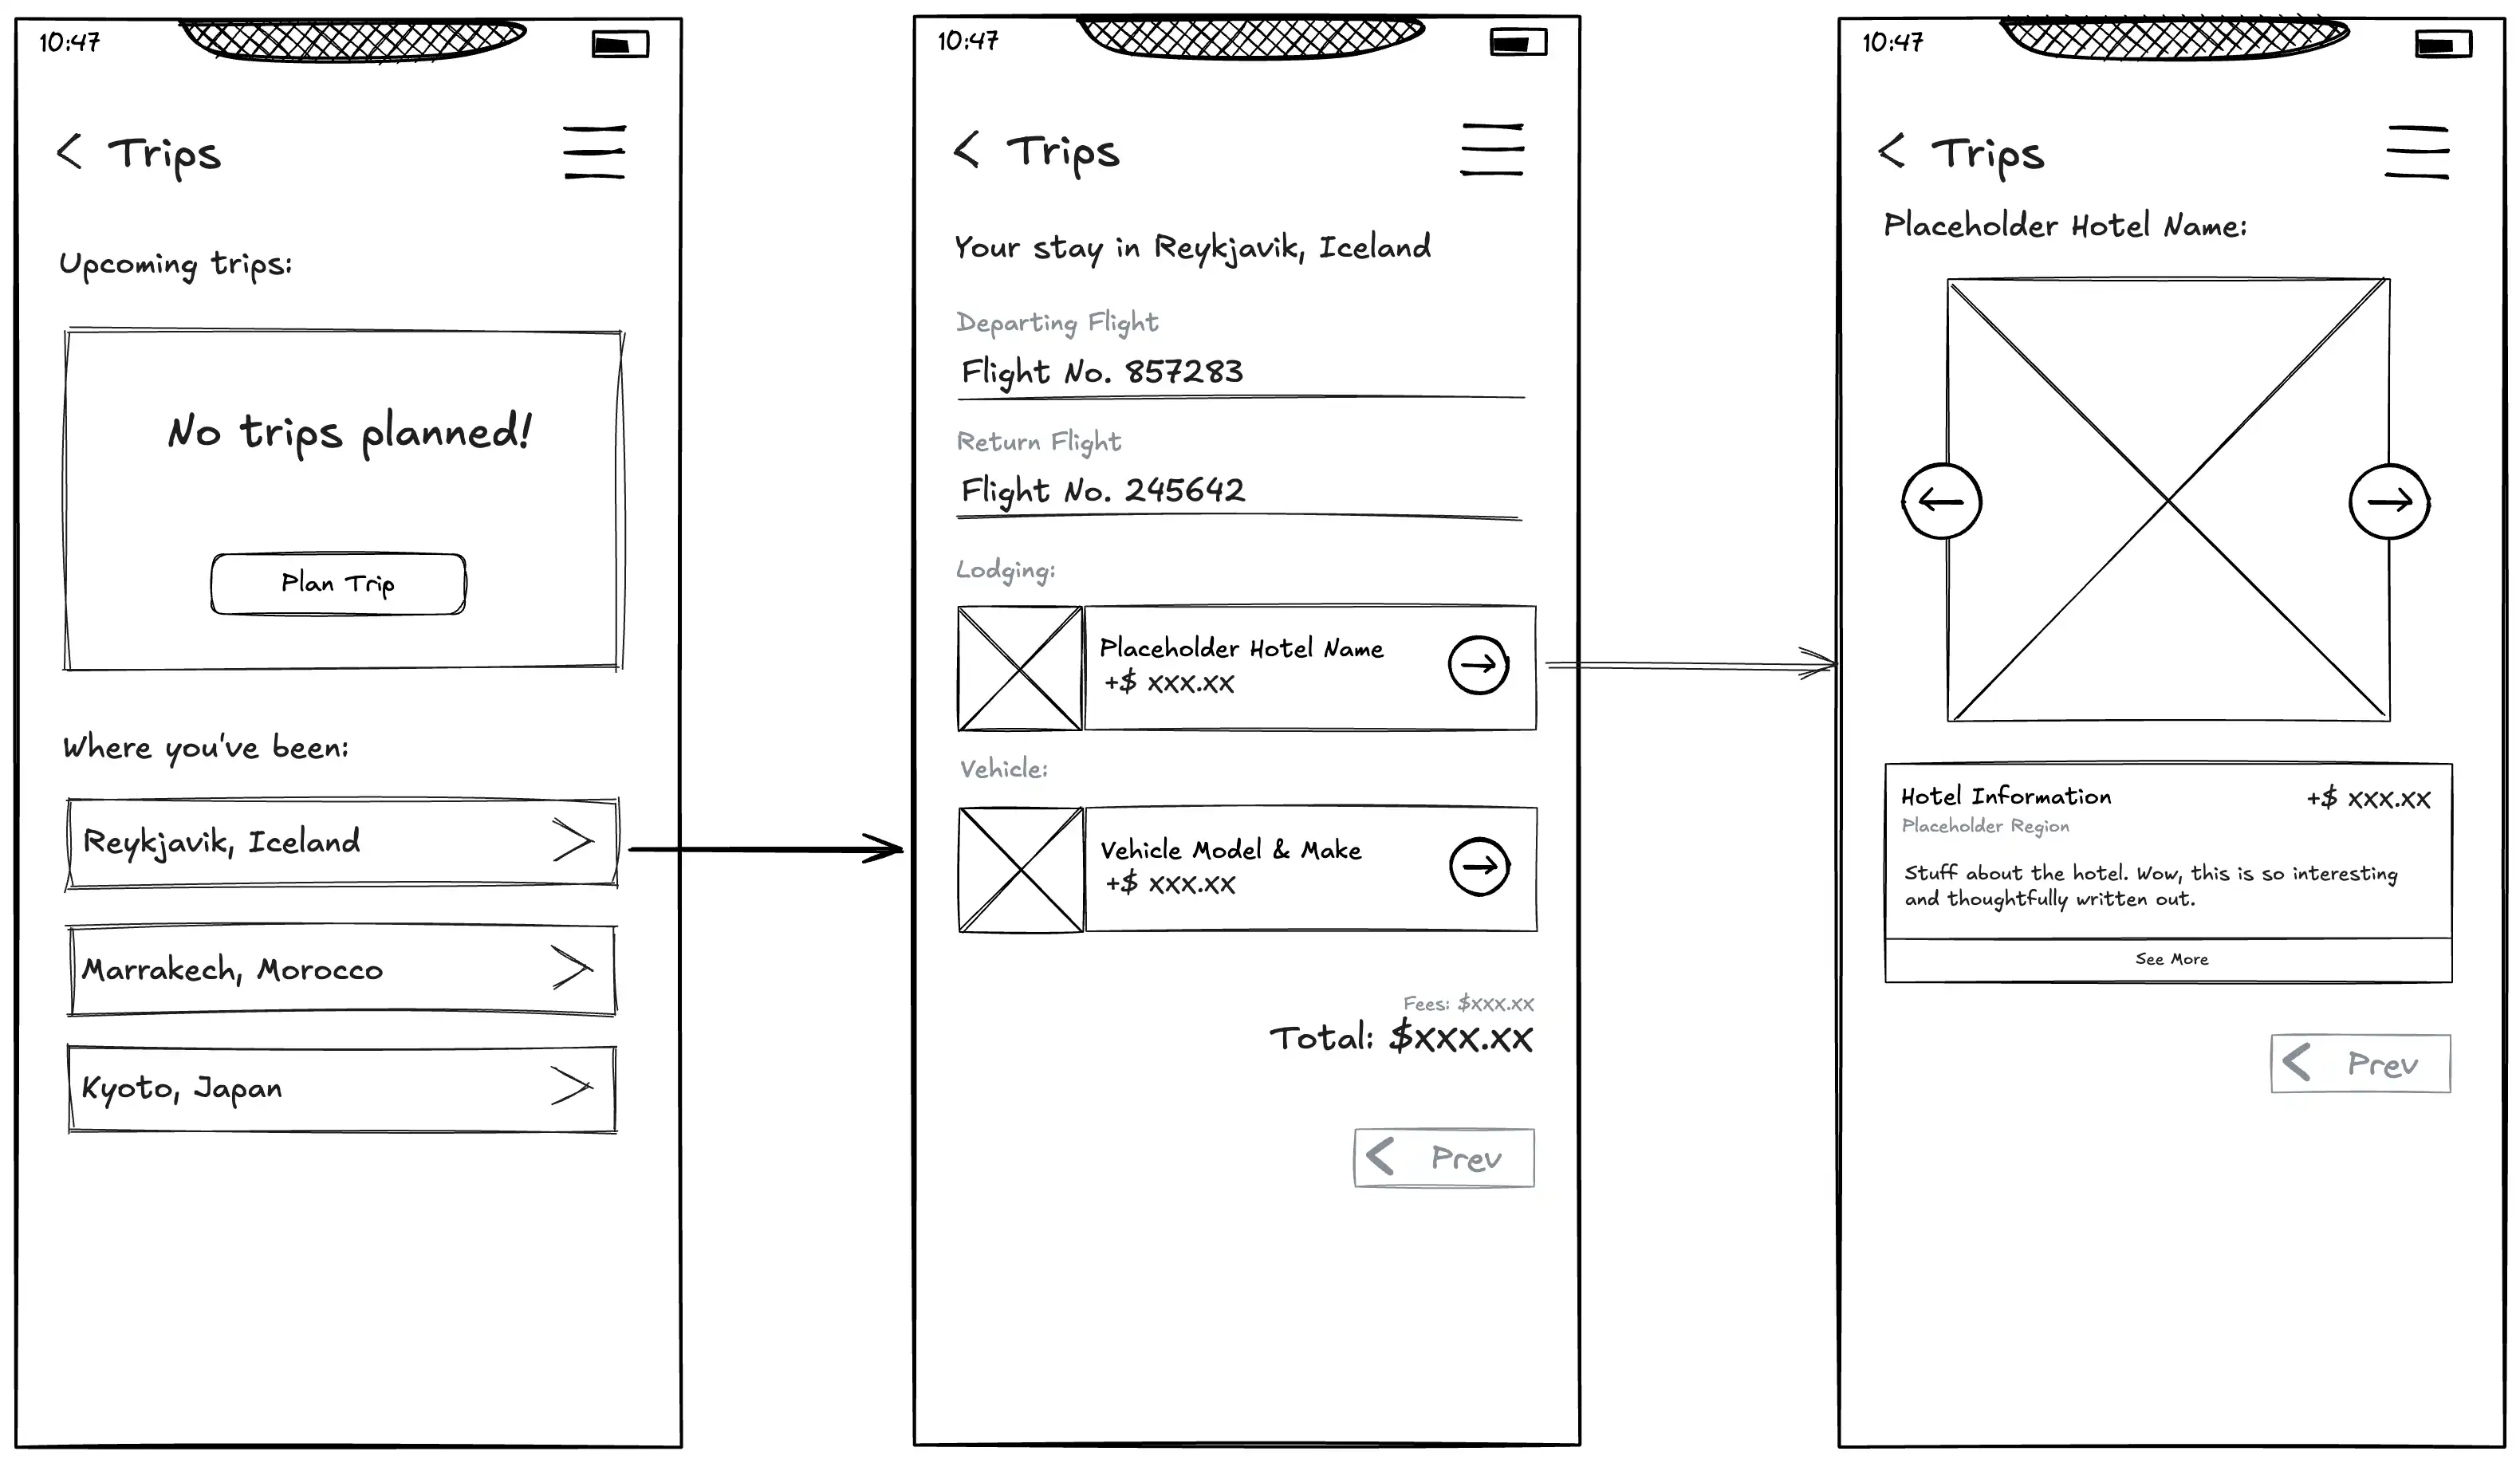 10:47
Trips
Upcoming trips:
No trips planned!
Plan Trip
Where you've been:
Reykjavik, Iceland
Marrakech, Morocco
Kyoto, Japan
10:47
Trips
Your stay in Reykjavik, Iceland
Departing Flight
Flight No. 857283
Return Flight
Flight No. 245642
Lodging:
Placeholder Hotel Name
+$ xxx.xx
Vehicle:
Vehicle Model & Make
+$ xxx.xx
Fees: $xxx.xx
Total: $xxx.xx
Prev
10:47
Trips
Placeholder Hotel Name:
Hotel Information +$ xxx.xx
Placeholder Region
Stuff about the hotel. Wow, this is so interesting
and thoughtfully written out.
See More
Prev